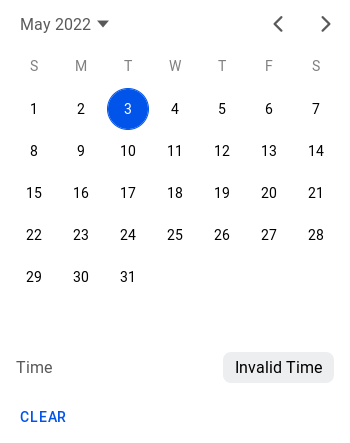 May 2022
S M T W T F S
1 2 3 4 5 6 7
8 9 10 11 12 13 14
15 16 17 18 19 20 21
22 23 24 25 26 27 28
29 30 31
Time Invalid Time
CLEAR